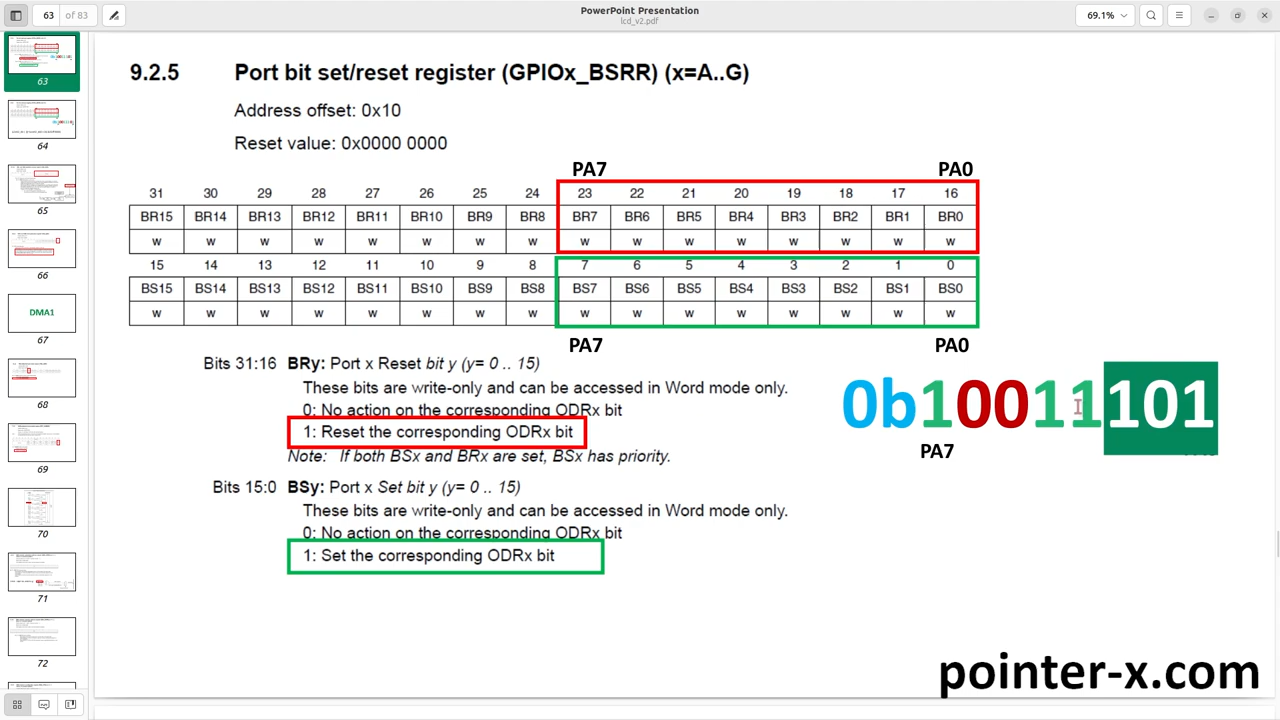 63 of 83
PowerPoint Presentation
lcd_v2.pdf
69.1%
63
64
65
66
DMA1
67
68
69
70
71
72
9.2.5 Port bit set/reset register (GPIOx_BSRR) (x=A..G)
Address offset: 0x10
Reset value: 0x0000 0000
PA7 PA0
31 30 29 28 27 26 25 24 23 22 21 20 19 18 17 16
BR15 BR14 BR13 BR12 BR11 BR10 BR9 BR8 BR7 BR6 BR5 BR4 BR3 BR2 BR1 BR0
w w w w w w w w w w w w w w w w
15 14 13 12 11 10 9 8 7 6 5 4 3 2 1 0
BS15 BS14 BS13 BS12 BS11 BS10 BS9 BS8 BS7 BS6 BS5 BS4 BS3 BS2 BS1 BS0
w w w w w w w w w w w w w w w w
PA7 PA0
Bits 31:16 BRy: Port x Reset bit y (y= 0 .. 15)
These bits are write-only and can be accessed in Word mode only.
0: No action on the corresponding ODRx bit
1: Reset the corresponding ODRx bit
Note: If both BSx and BRx are set, BSx has priority.
Bits 15:0 BSy: Port x Set bit y (y= 0 .. 15)
These bits are write-only and can be accessed in Word mode only.
0: No action on the corresponding ODRx bit
1: Set the corresponding ODRx bit
0b10011101
PA7
pointer-x.com